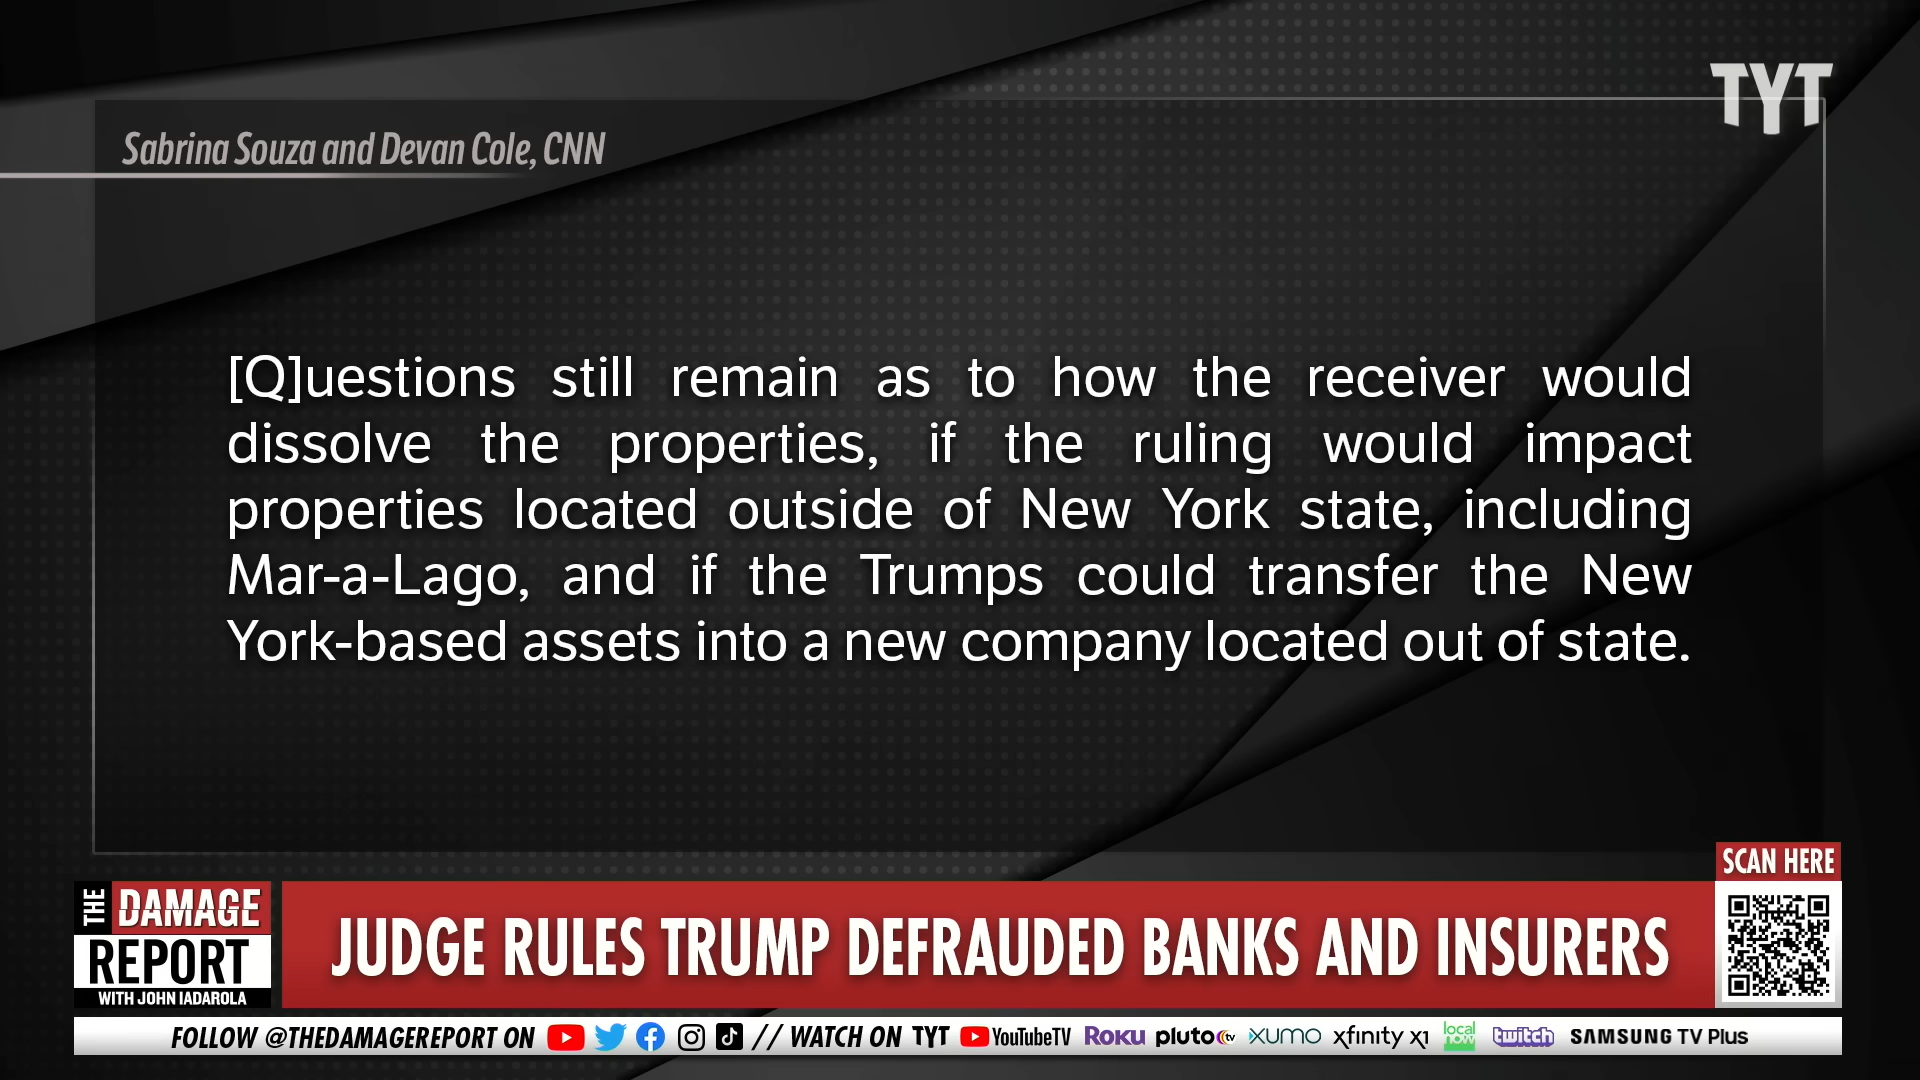 TYT
Sabrina Souza and Devan Cole, CNN
[Q]uestions still remain as to how the receiver would
dissolve the properties, if the ruling would impact
properties located outside of New York state, including
Mar-a-Lago, and if the Trumps could transfer the New
York-based assets into a new company located out of state.
SCAN HERE
THE DAMAGE
REPORT
WITH JOHN IADAROLA
JUDGE RULES TRUMP DEFRAUDED BANKS AND INSURERS
FOLLOW @THEDAMAGEREPORT ON // WATCH ON TYT YouTubeTV ROKU pluto tv XUMO xfinity x1 local now twitch SAMSUNG TV Plus